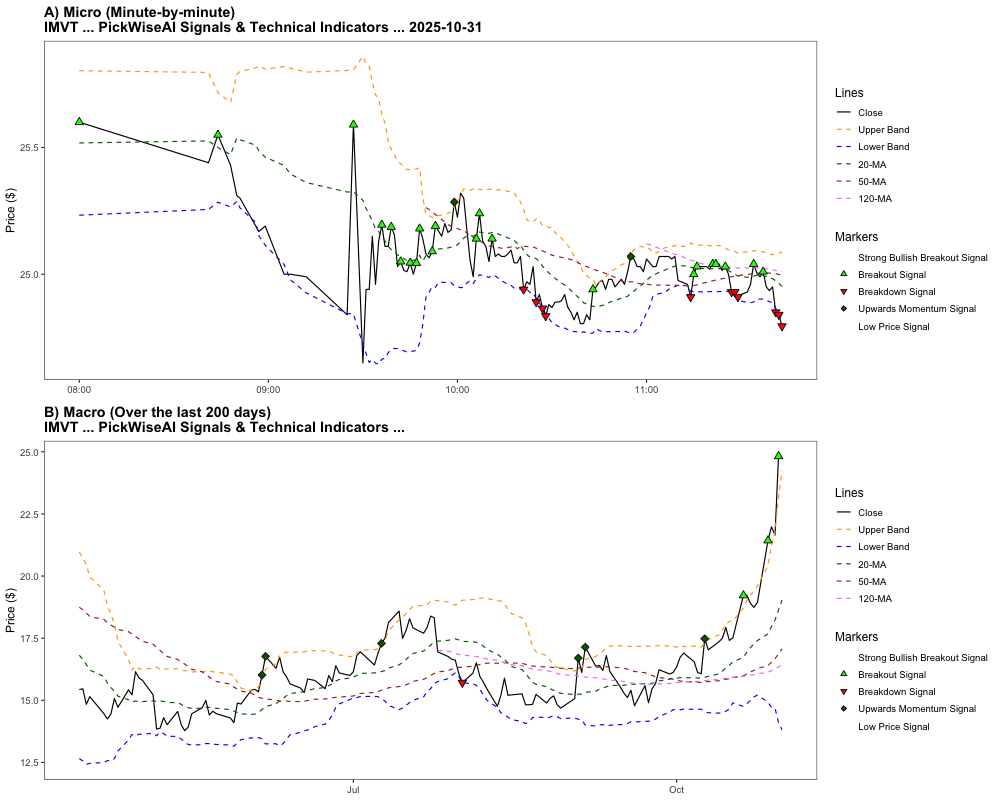 A) Micro (Minute-by-minute)
IMVT ... PickWiseAI Signals & Technical Indicators ... 2025-10-31
Price ($)
25.5
25.0
08:00
09:00
10:00
11:00
Lines
Close
Upper Band
Lower Band
20-MA
50-MA
120-MA
Markers
Strong Bullish Breakout Signal
Breakout Signal
Breakdown Signal
Upwards Momentum Signal
Low Price Signal
B) Macro (Over the last 200 days)
IMVT ... PickWiseAI Signals & Technical Indicators ...
Price ($)
25.0
22.5
20.0
17.5
15.0
12.5
Jul
Oct
Lines
Close
Upper Band
Lower Band
20-MA
50-MA
120-MA
Markers
Strong Bullish Breakout Signal
Breakout Signal
Breakdown Signal
Upwards Momentum Signal
Low Price Signal